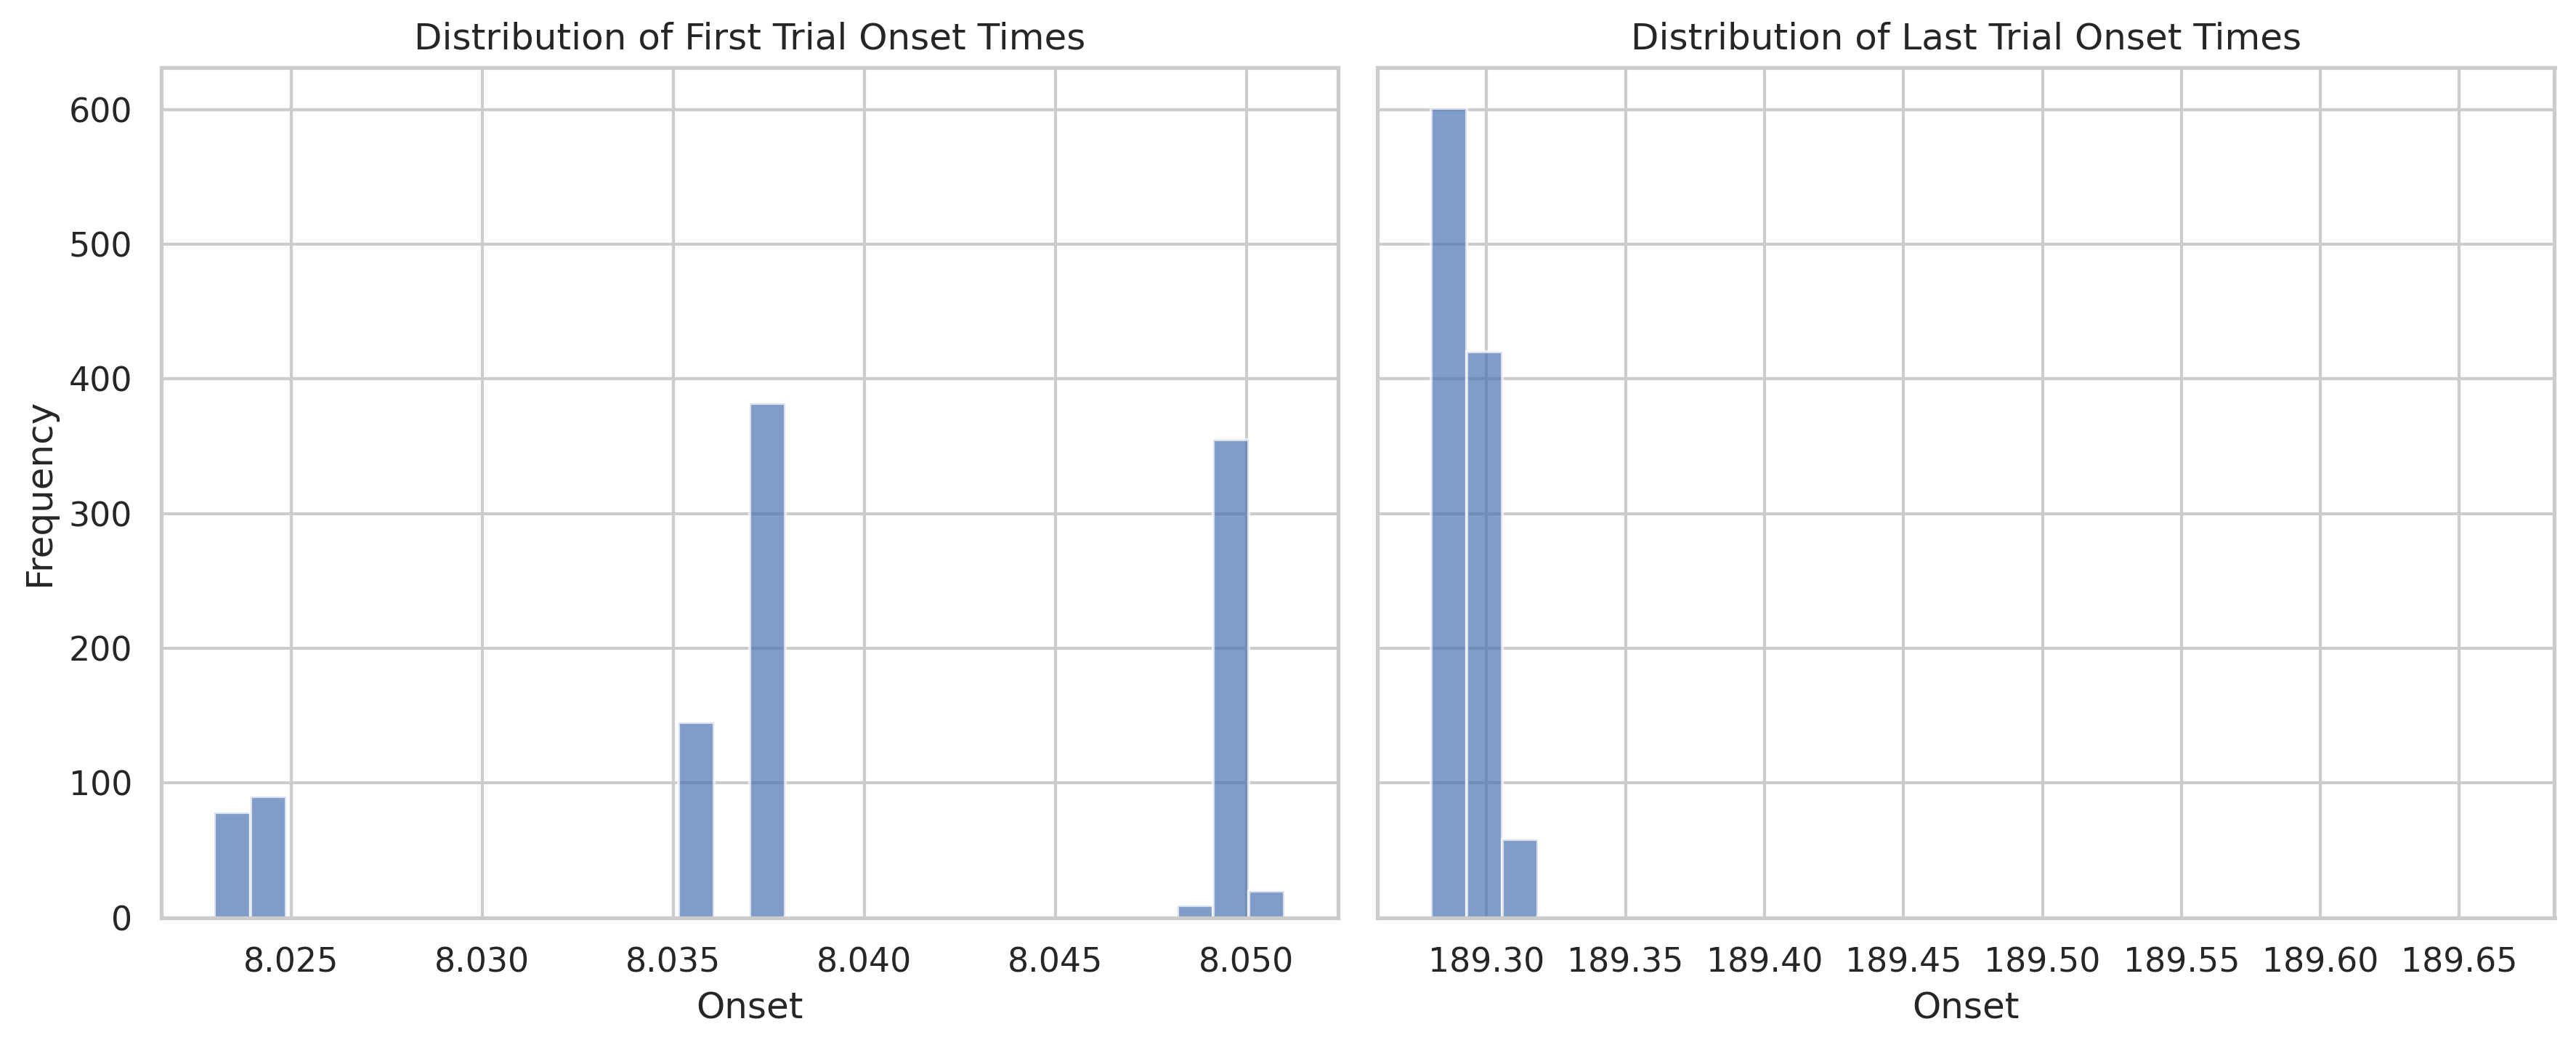 Distribution of First Trial Onset Times
Distribution of Last Trial Onset Times
Frequency
600
500
400
300
200
100
0
8.025 8.030 8.035 8.040 8.045 8.050
189.30 189.35 189.40 189.45 189.50 189.55 189.60 189.65
Onset
Onset